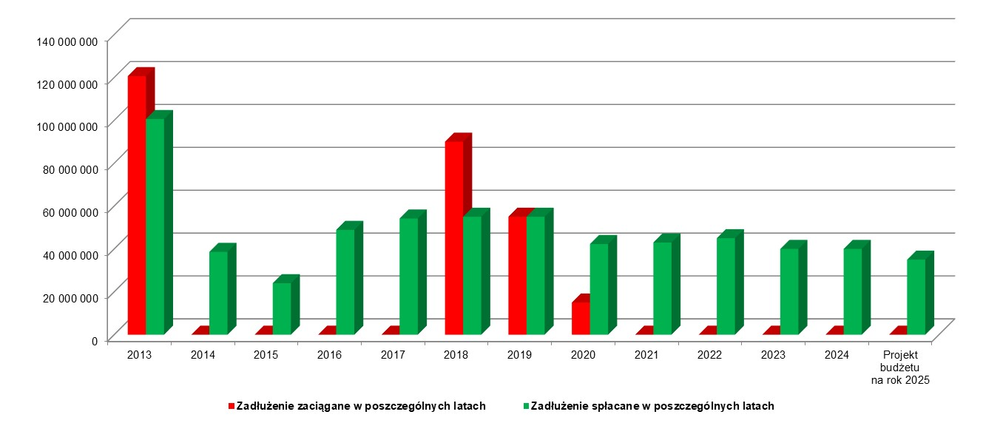 140 000 000
120 000 000
100 000 000
80 000 000
60 000 000
40 000 000
20 000 000
0
2013 2014 2015 2016 2017 2018 2019 2020 2021 2022 2023 2024 Projekt
budżetu
na rok 2025
Zadłużenie zaciągane w poszczególnych latach Zadłużenie spłacane w poszczególnych latach